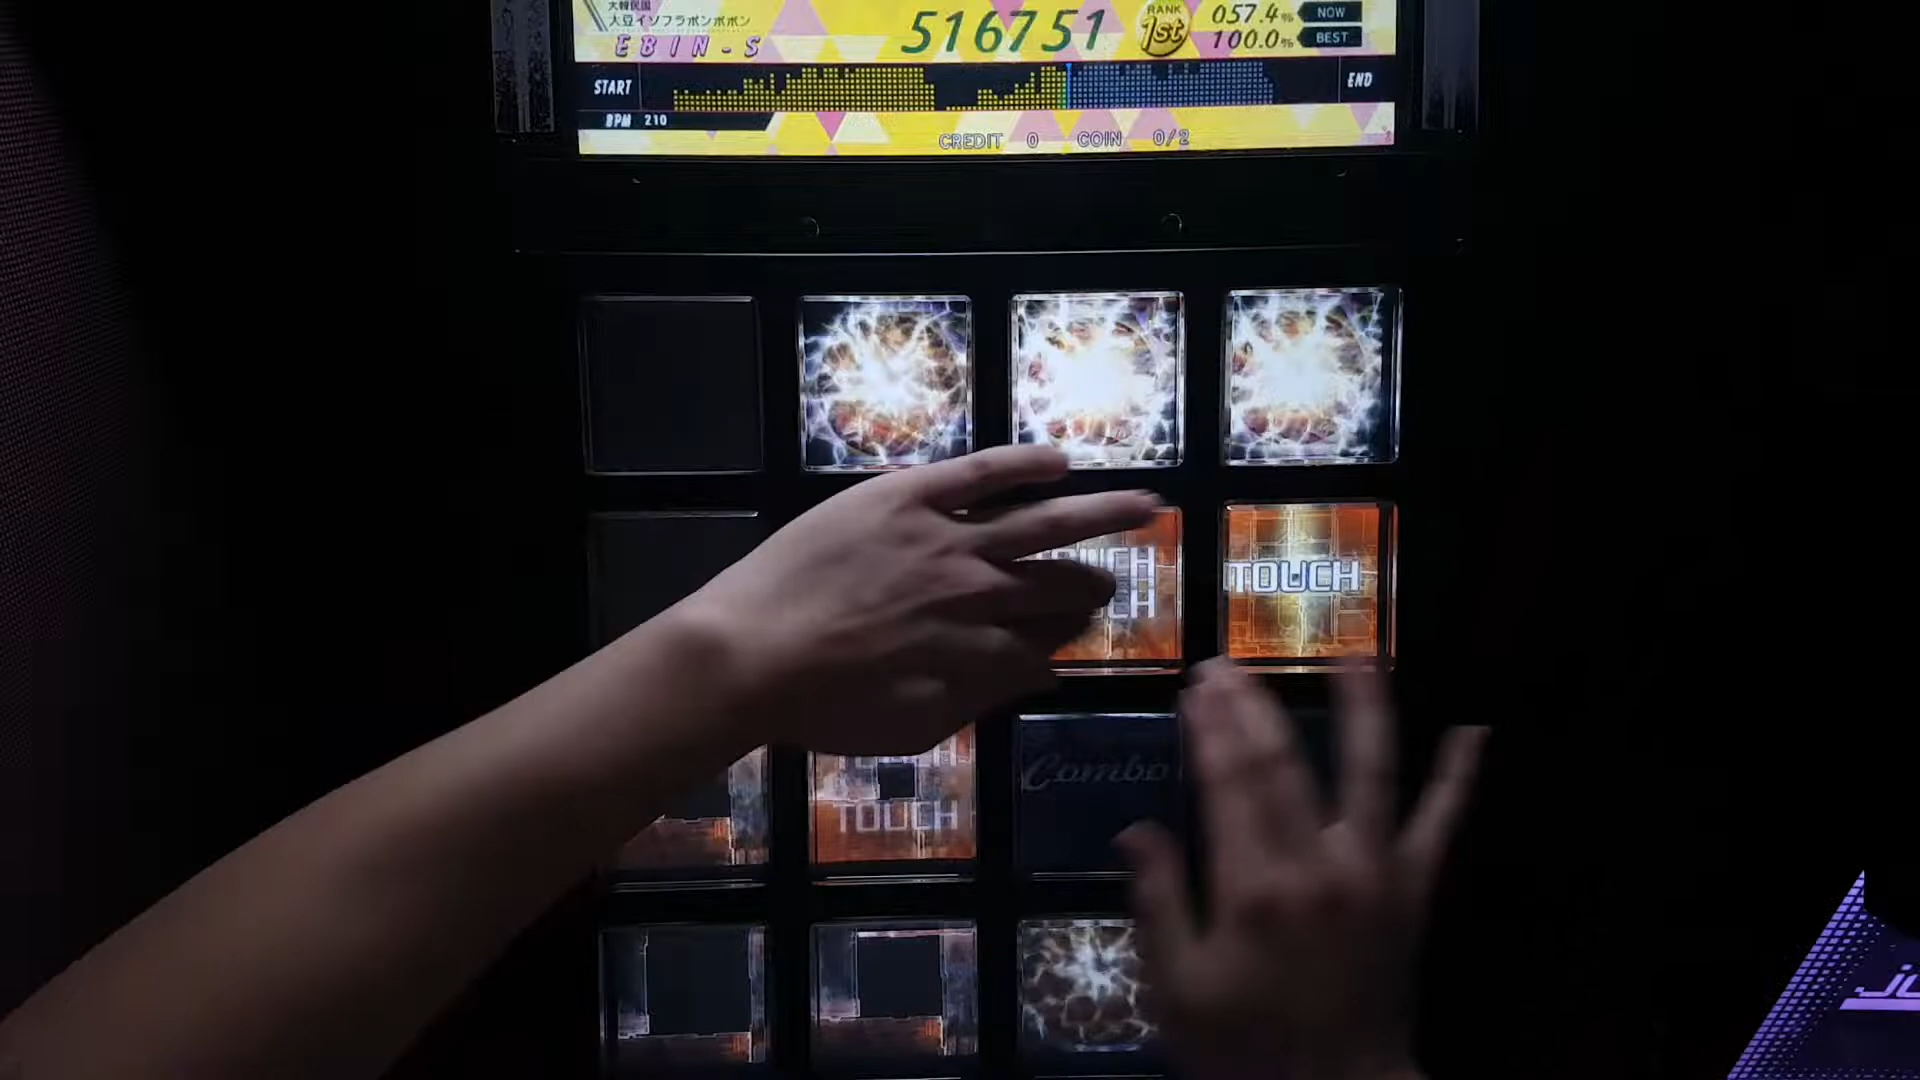 大韓民国
大豆イソフラボンボボン
EBIN-S
516751
RANK
1st
057.4% NOW
100.0% BEST
START
END
BPM 210
CREDIT 0 COIN 0/2
TOUCH
TOUCH
Combo